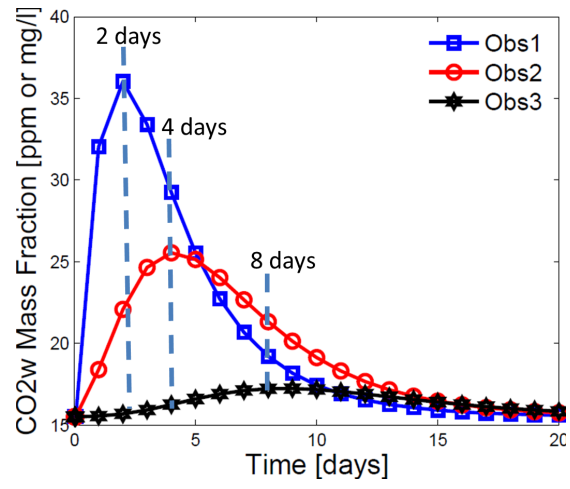 2 days
4 days
8 days
Obs1
Obs2
Obs3
CO2w Mass Fraction [ppm or mg/l]
40
35
30
25
20
15
0
5
10
15
20
Time [days]